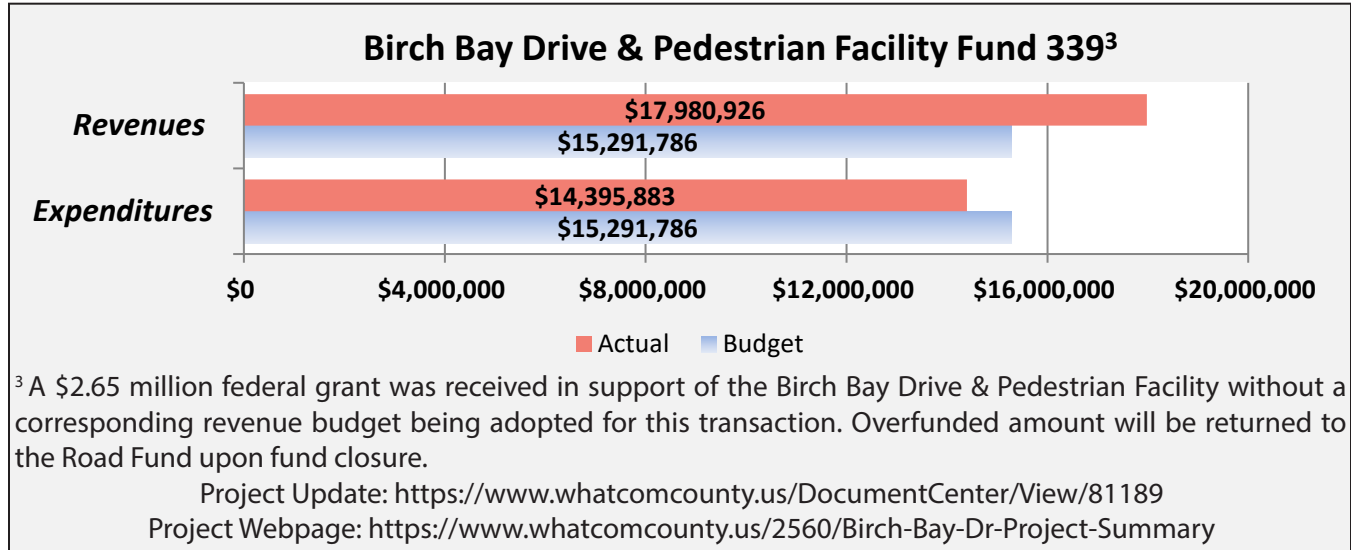 Birch Bay Drive & Pedestrian Facility Fund 339³
Revenues
$17,980,926
$15,291,786
Expenditures
$14,395,883
$15,291,786
$0 $4,000,000 $8,000,000 $12,000,000 $16,000,000 $20,000,000
Actual Budget
³ A $2.65 million federal grant was received in support of the Birch Bay Drive & Pedestrian Facility without a
corresponding revenue budget being adopted for this transaction. Overfunded amount will be returned to
the Road Fund upon fund closure.
Project Update: https://www.whatcomcounty.us/DocumentCenter/View/81189
Project Webpage: https://www.whatcomcounty.us/2560/Birch-Bay-Dr-Project-Summary